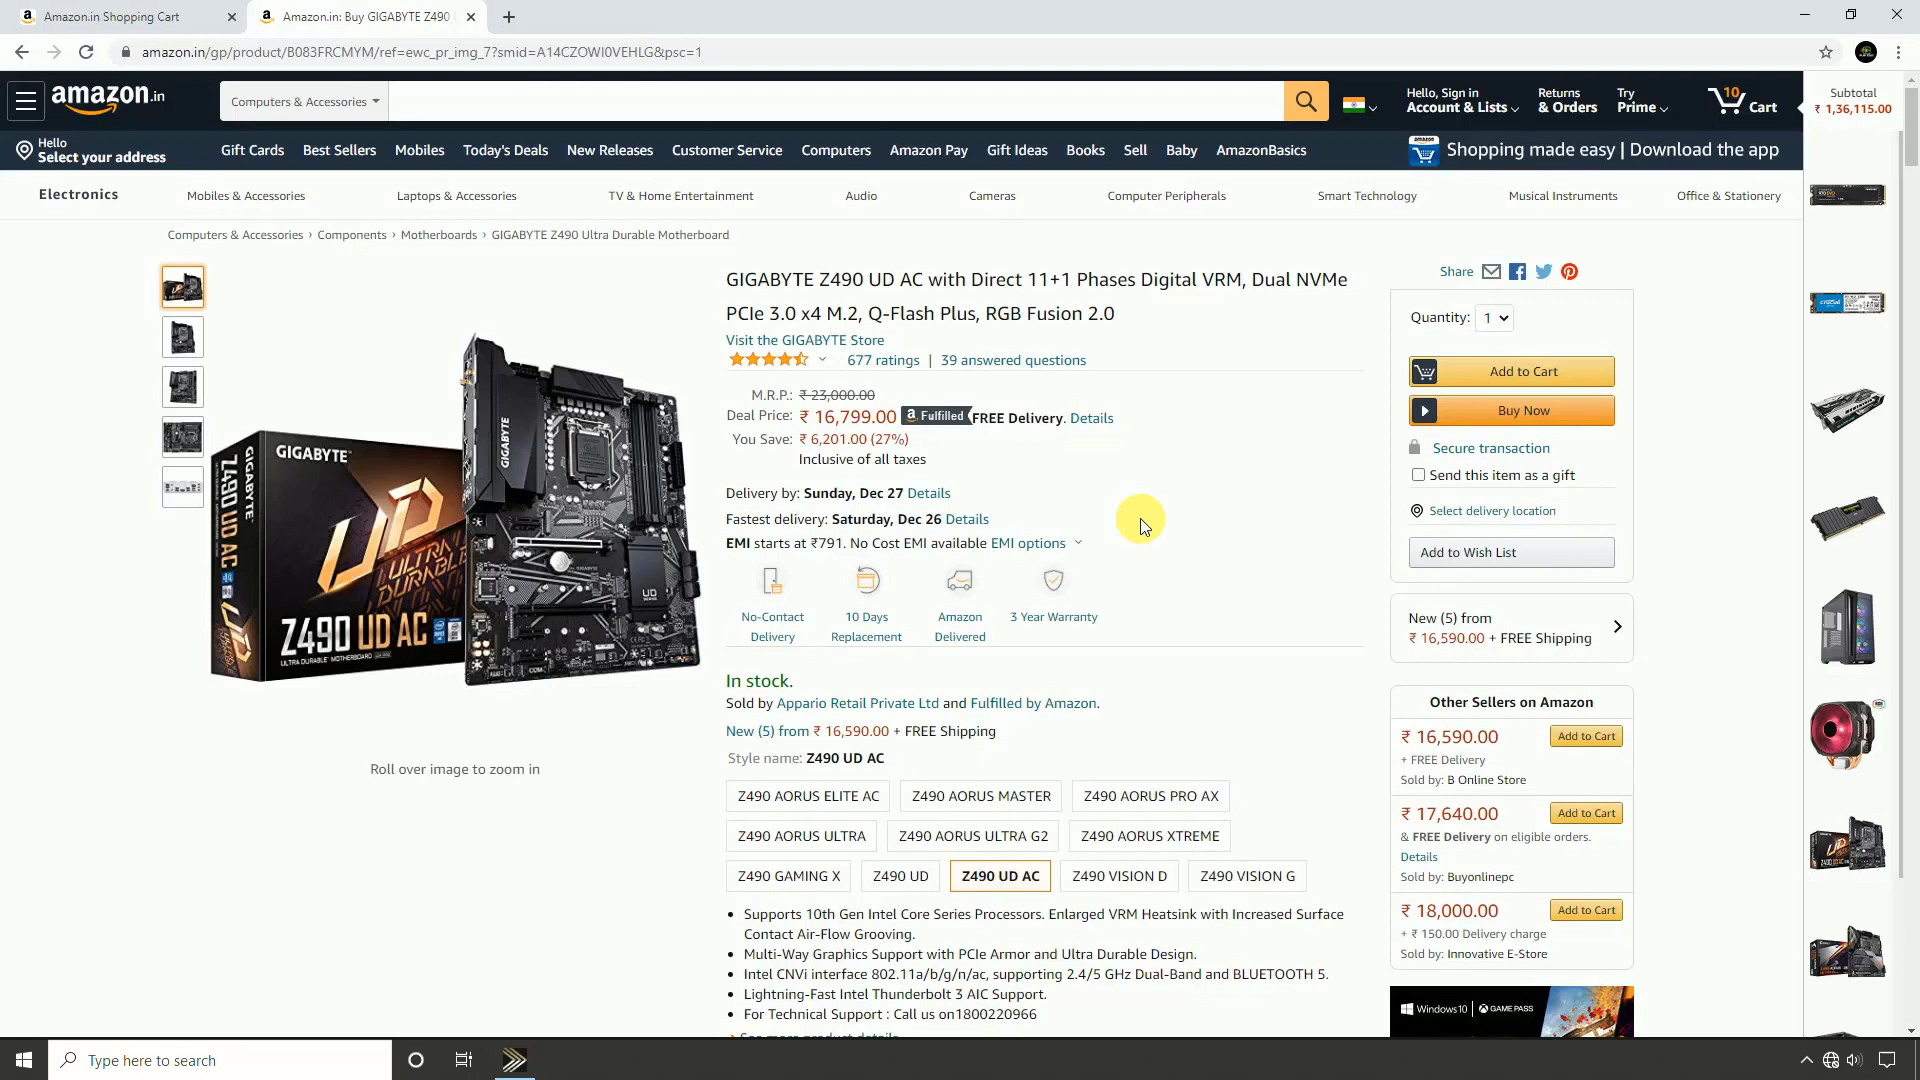 Amazon.in Shopping Cart
Amazon.in: Buy GIGABYTE Z490
amazon.in/gp/product/B083FRCMYM/ref=ewc_pr_img_7?smid=A14CZOWI0VEHLG&psc=1
amazon.in
Computers & Accessories
Hello, Sign in
Account & Lists
Returns
& Orders
Try
Prime
10
Cart
Subtotal
₹ 1,36,115.00
Hello
Select your address
Gift Cards
Best Sellers
Mobiles
Today's Deals
New Releases
Customer Service
Computers
Amazon Pay
Gift Ideas
Books
Sell
Baby
AmazonBasics
Shopping made easy | Download the app
Electronics
Mobiles & Accessories
Laptops & Accessories
TV & Home Entertainment
Audio
Cameras
Computer Peripherals
Smart Technology
Musical Instruments
Office & Stationery
Computers & Accessories › Components › Motherboards › GIGABYTE Z490 Ultra Durable Motherboard
GIGABYTE Z490 UD AC with Direct 11+1 Phases Digital VRM, Dual NVMe
PCIe 3.0 x4 M.2, Q-Flash Plus, RGB Fusion 2.0
Visit the GIGABYTE Store
677 ratings | 39 answered questions
M.R.P.: ₹ 23,000.00
Deal Price: ₹ 16,799.00 a Fulfilled FREE Delivery. Details
You Save: ₹ 6,201.00 (27%)
Inclusive of all taxes
Delivery by: Sunday, Dec 27 Details
Fastest delivery: Saturday, Dec 26 Details
EMI starts at ₹791. No Cost EMI available EMI options
No-Contact
Delivery
10 Days
Replacement
Amazon
Delivered
3 Year Warranty
In stock.
Sold by Appario Retail Private Ltd and Fulfilled by Amazon.
New (5) from ₹ 16,590.00 + FREE Shipping
Style name: Z490 UD AC
Z490 AORUS ELITE AC
Z490 AORUS MASTER
Z490 AORUS PRO AX
Z490 AORUS ULTRA
Z490 AORUS ULTRA G2
Z490 AORUS XTREME
Z490 GAMING X
Z490 UD
Z490 UD AC
Z490 VISION D
Z490 VISION G
Supports 10th Gen Intel Core Series Processors. Enlarged VRM Heatsink with Increased Surface
Contact Air-Flow Grooving.
Multi-Way Graphics Support with PCIe Armor and Ultra Durable Design.
Intel CNVi interface 802.11a/b/g/n/ac, supporting 2.4/5 GHz Dual-Band and BLUETOOTH 5.
Lightning-Fast Intel Thunderbolt 3 AIC Support.
For Technical Support : Call us on1800220966
See more product details
GIGABYTE
Z490 UD AC
GIGABYTE
UD
ULTRA
DURABLE
Z490 UD AC
ULTRA DURABLE MOTHERBOARD
UD
Roll over image to zoom in
Share
Quantity: 1
Add to Cart
Buy Now
Secure transaction
Send this item as a gift
Select delivery location
Add to Wish List
New (5) from
₹ 16,590.00 + FREE Shipping
Other Sellers on Amazon
₹ 16,590.00 Add to Cart
+ FREE Delivery
Sold by: B Online Store
₹ 17,640.00 Add to Cart
& FREE Delivery on eligible orders.
Details
Sold by: Buyonlinepc
₹ 18,000.00 Add to Cart
+ ₹ 150.00 Delivery charge
Sold by: Innovative E-Store
Windows10 | GAME PASS
Type here to search